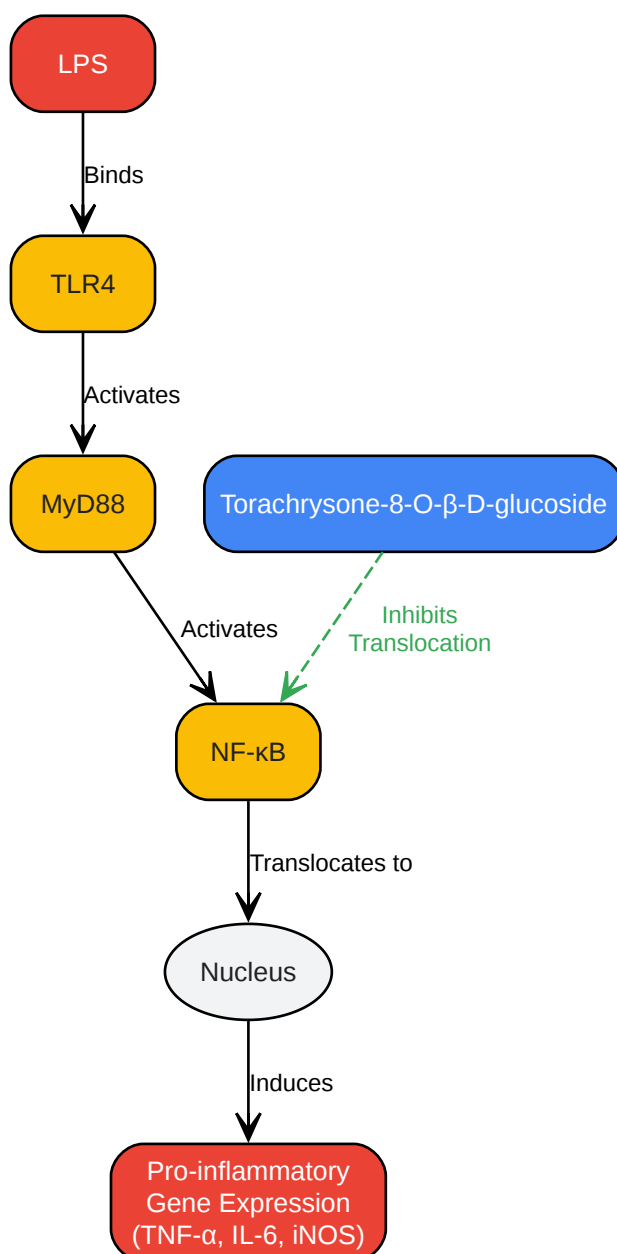 LPS
Binds
TLR4
Activates
MyD88
Torachrysone-8-O-β-D-glucoside
Activates
Inhibits
Translocation
NF-κB
Translocates to
Nucleus
Induces
Pro-inflammatory
Gene Expression
(TNF-α, IL-6, iNOS)